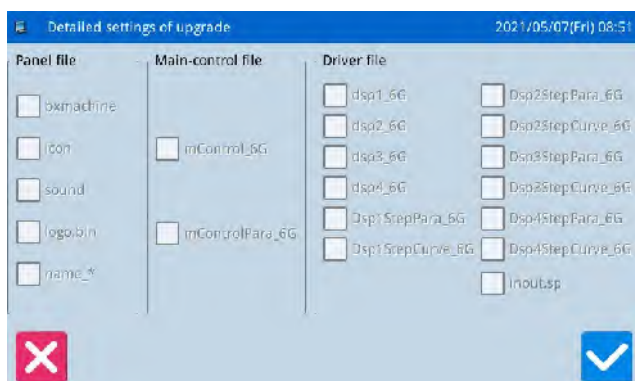 Detailed settings of upgrade 2021/05/07(Fri) 08:51
Panel file
bxmachine
icon
sound
logo.bin
name_*
Main-control file
mControl_6G
mControlPara_6G
Driver file
dsp1_6G
dsp2_6G
dsp3_6G
dsp4_6G
Dsp1StepPara_6G
Dsp1StepCurve_6G
Dsp2StepPara_6G
Dsp2StepCurve_6G
Dsp3StepPara_6G
Dsp3StepCurve_6G
Dsp4StepPara_6G
Dsp4StepCurve_6G
inout.sp